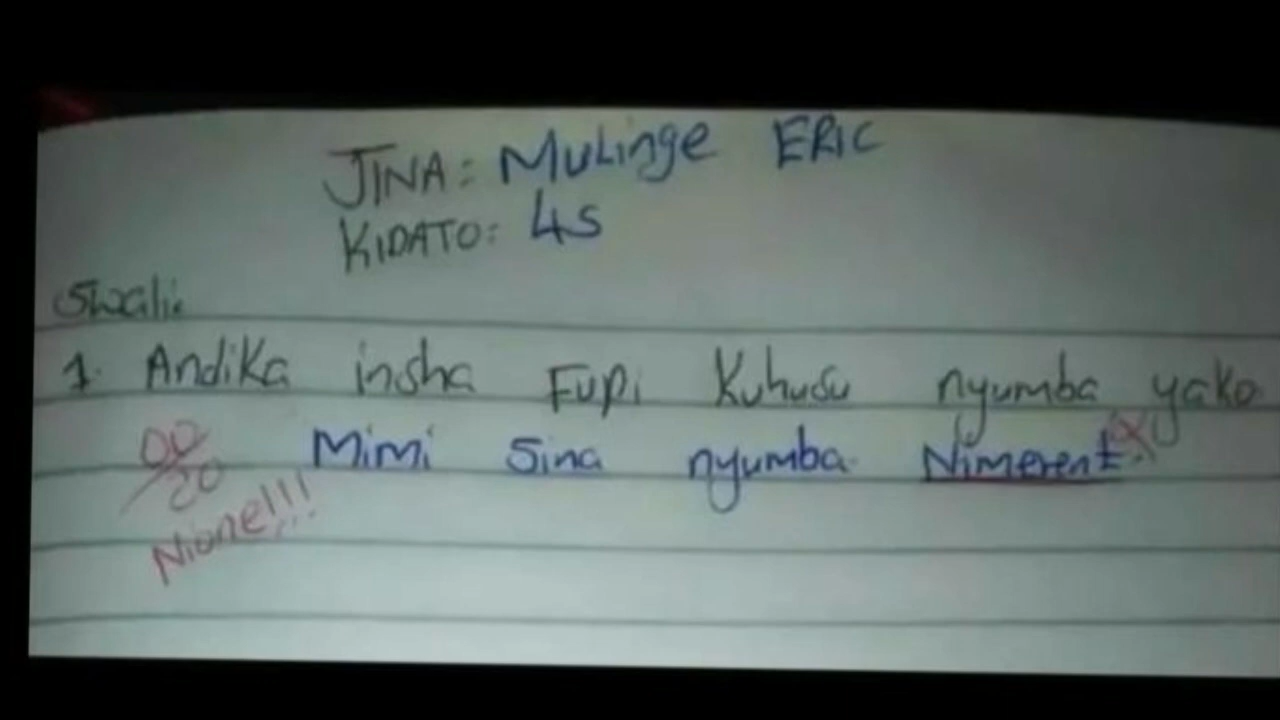 JINA: MULinge ERIC
KIDATO: 4S
Swali:
1. Andika insha Fupi Kuhusu nyumba yako
00/20 Mimi Sina nyumba. Nimerent.
Nione!!!